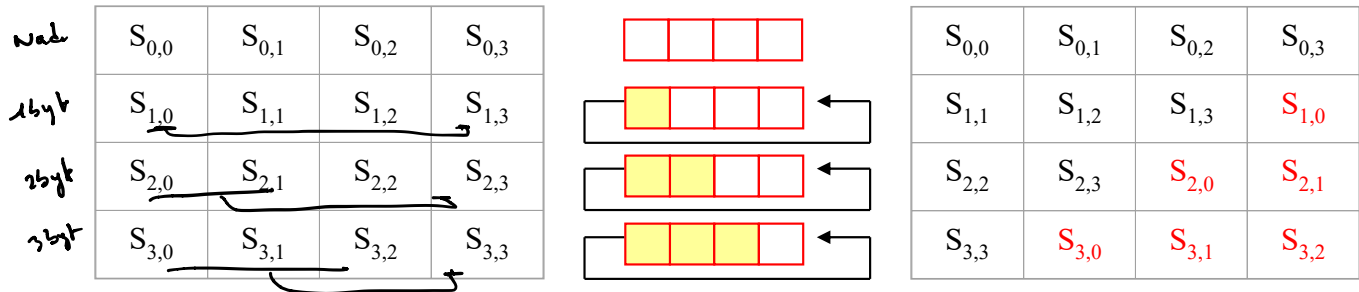 S0,0 S0,1 S0,2 S0,3 S0,0 S0,1 S0,2 S0,3
1byt S1,0 S1,1 S1,2 S1,3 S1,1 S1,2 S1,3 S1,0
2byt S2,0 S2,1 S2,2 S2,3 S2,2 S2,3 S2,0 S2,1
3byt S3,0 S3,1 S3,2 S3,3 S3,3 S3,0 S3,1 S3,2